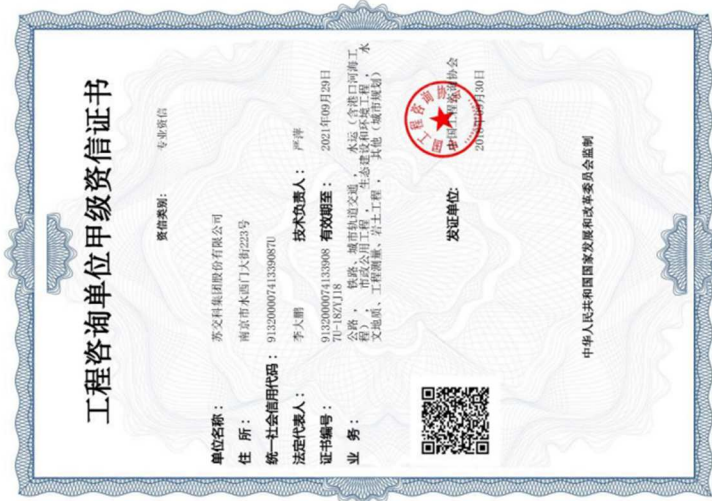 工程咨询单位甲级资信证书
资信类别： 专业资信
单位名称： 苏交科集团股份有限公司
住 所： 南京市水西门大街223号
统一社会信用代码： 91320000741339087U
法定代表人： 李大鹏 技术负责人： 严萍
证书编号： 91320000741339087U-18ZYJ18 有效期至： 2021年09月29日
业 务： 公路，铁路、城市轨道交通，水运（含港口河海工
程），市政公用工程，生态建设和环境工程，水
文地质、工程测量、岩土工程，其他（城市规划）
发证单位: 中国工程咨询协会
30日
中华人民共和国国家发展和改革委员会监制